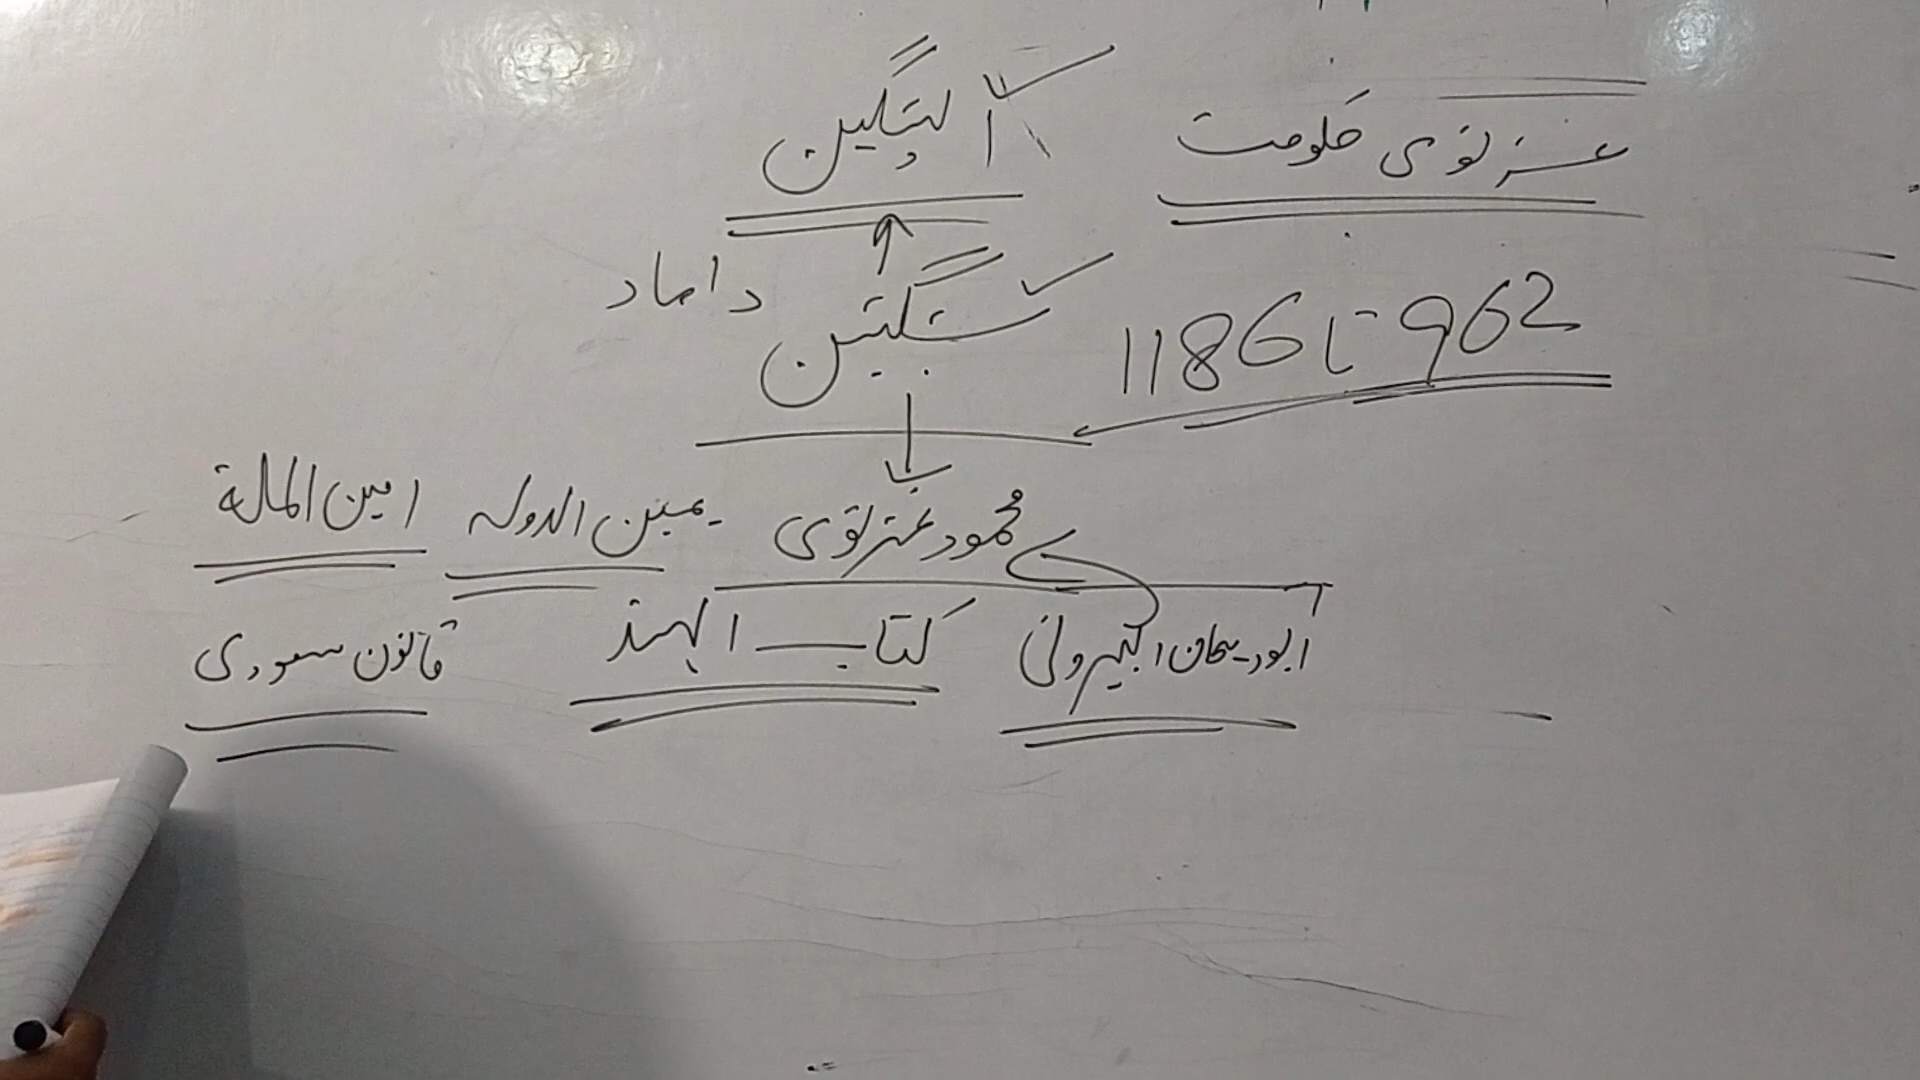 غزنوی حکومت
الپتگین
962 تا 1186
سبکتگین
داماد
محمود غزنوی
یمین الدولہ
امین الملة
ابوریحان البیرونی
کتاب الہند
قانون مسعودی